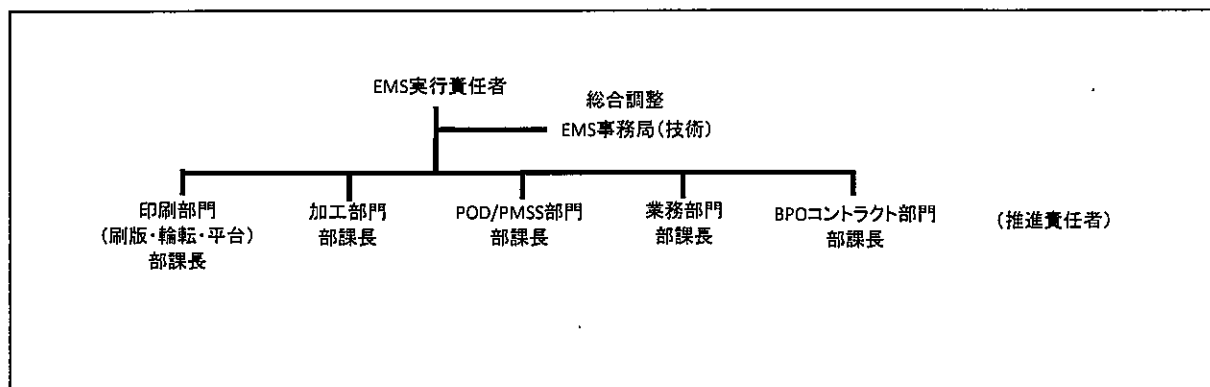 EMS実行責任者
総合調整
EMS事務局(技術)
印刷部門
(刷版・輪転・平台)
部課長
加工部門
部課長
POD/PMSS部門
部課長
業務部門
部課長
BPOコントラクト部門
部課長
(推進責任者)